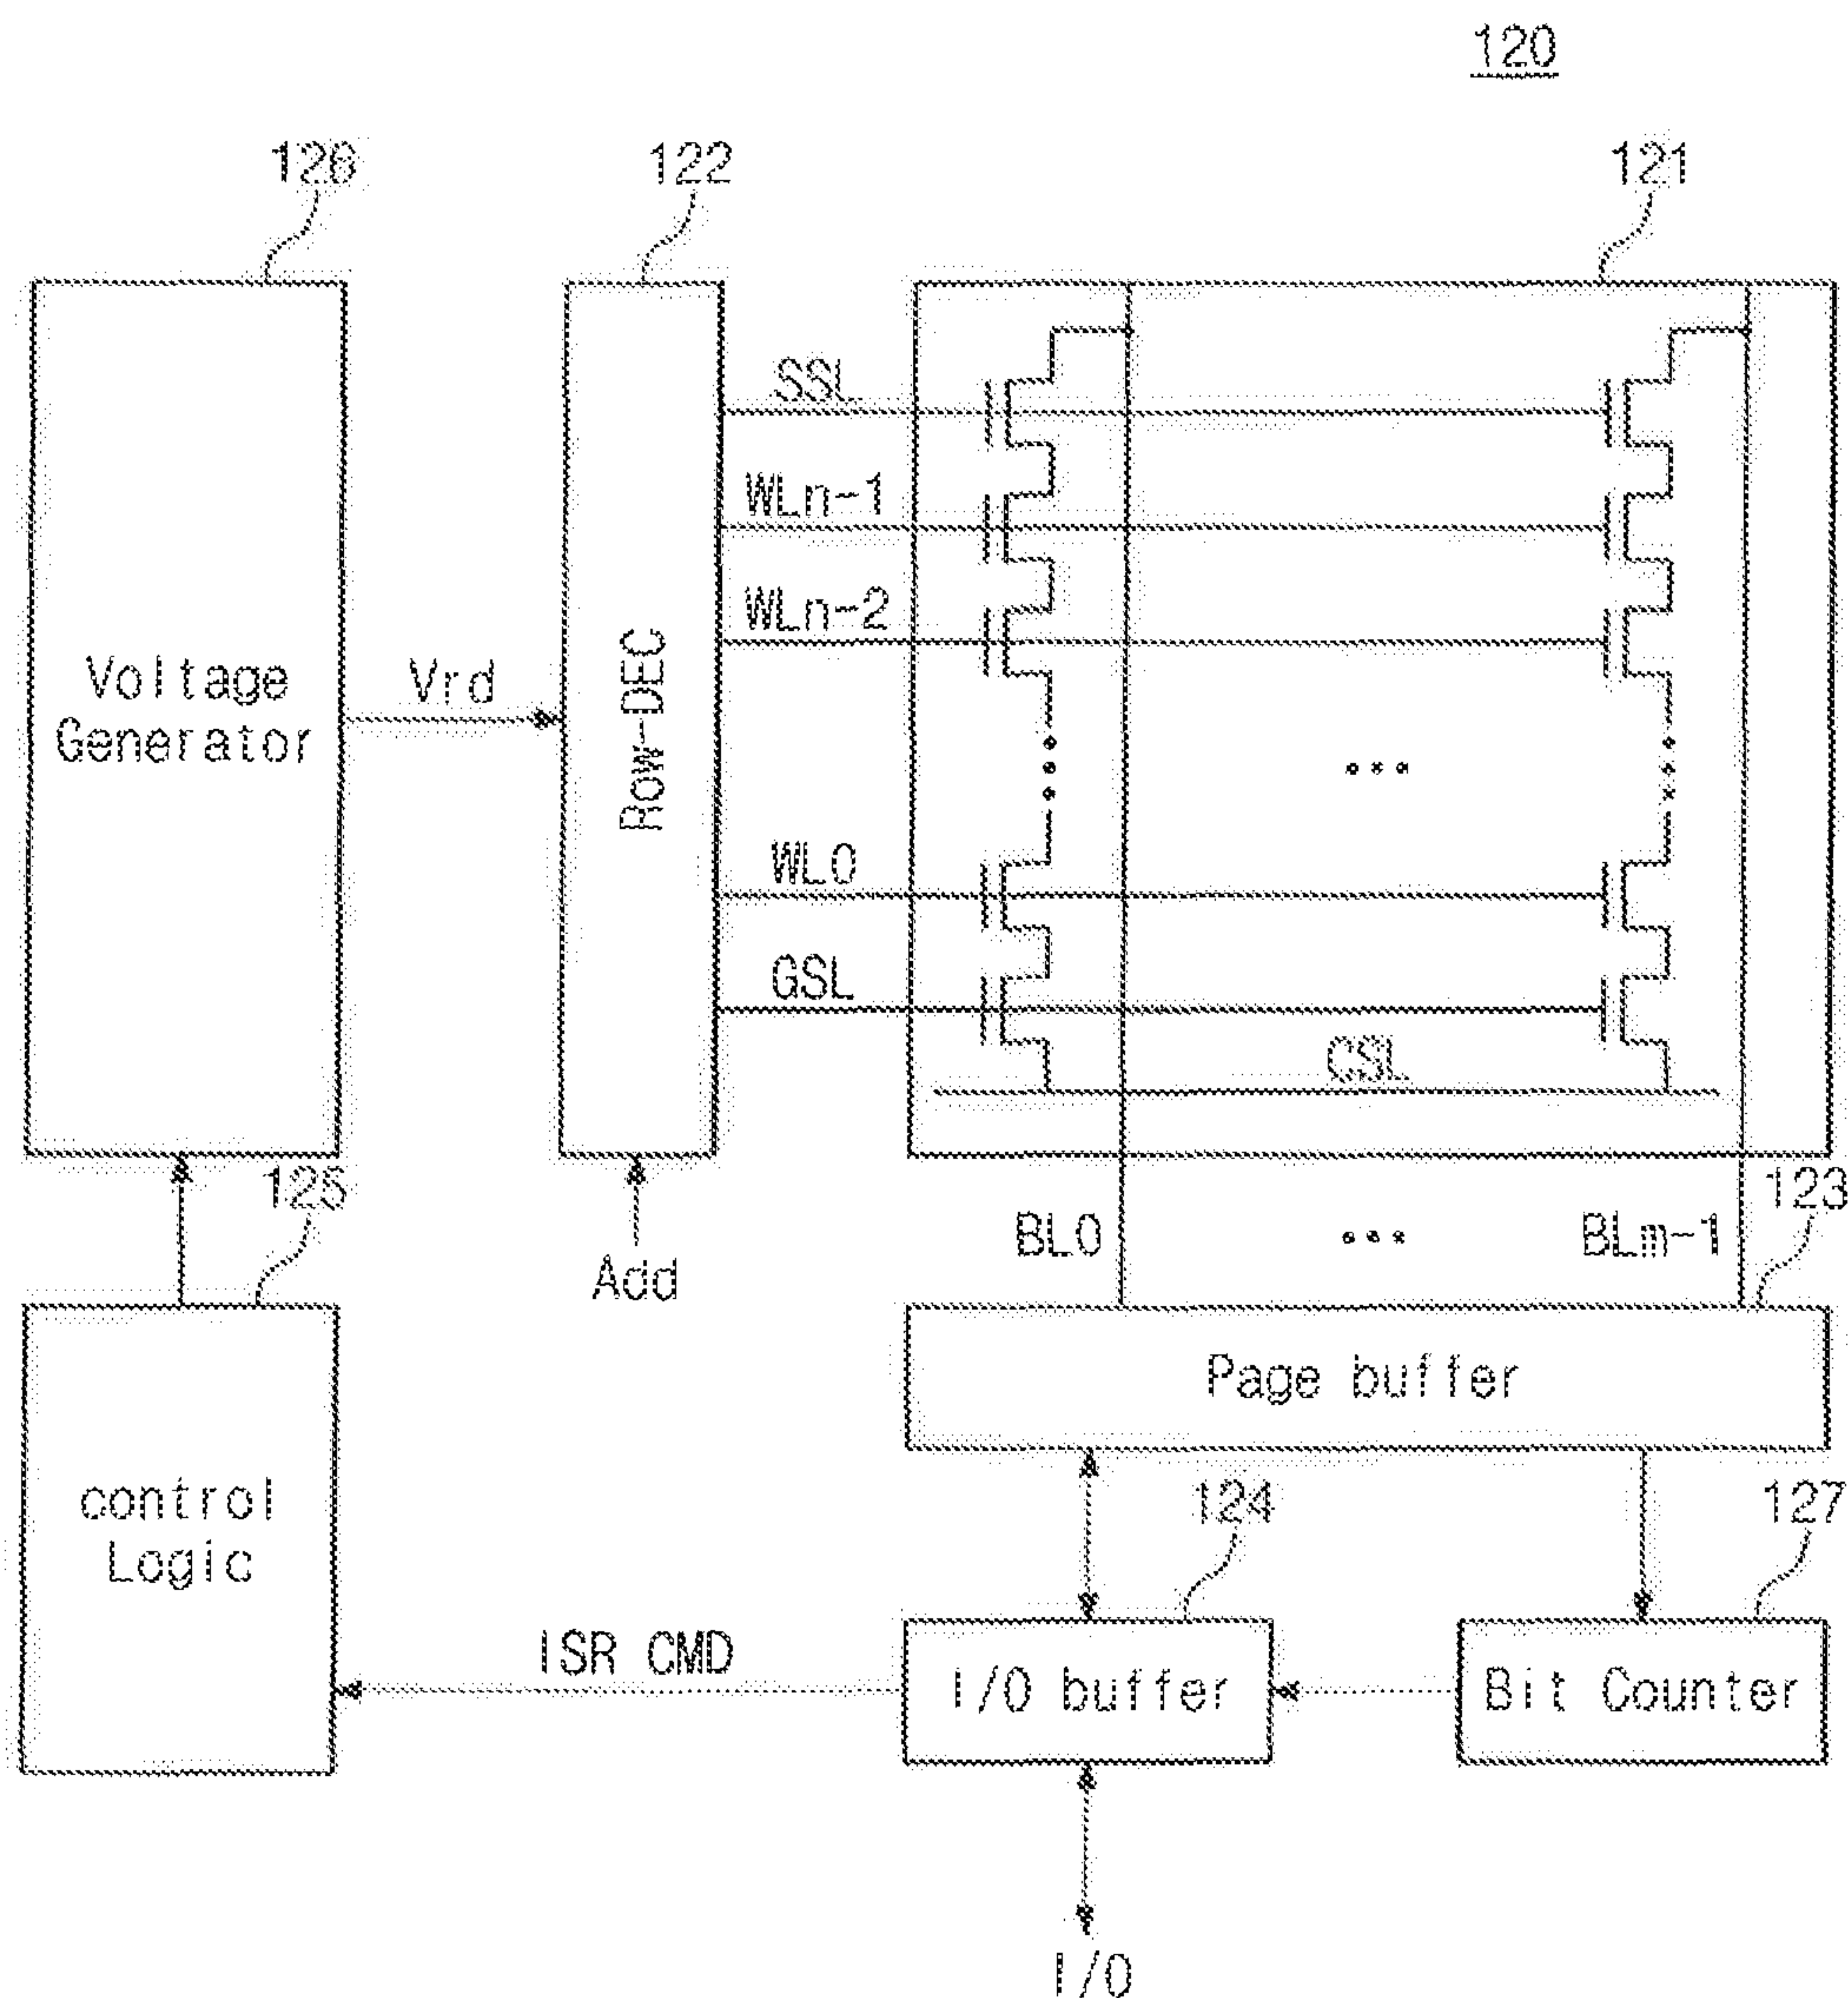 120
126
122
121
SSL
WLn-1
WLn-2
Voltage
Generator
Vrd
Row-DEC
WL0
GSL
CSL
125
123
Add
BL0
BLm-1
Page buffer
control
Logic
124
127
ISR CMD
I/O buffer
Bit Counter
I/O